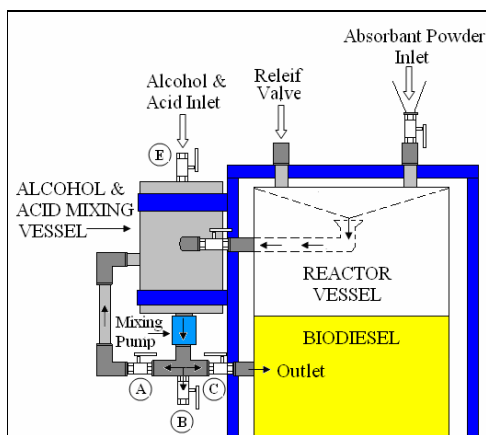 Absorbant Powder
Inlet
Alcohol &
Acid Inlet
Releif
Valve
E
ALCOHOL &
ACID MIXING
VESSEL
REACTOR
VESSEL
Mixing
Pump
BIODIESEL
A
C
Outlet
B